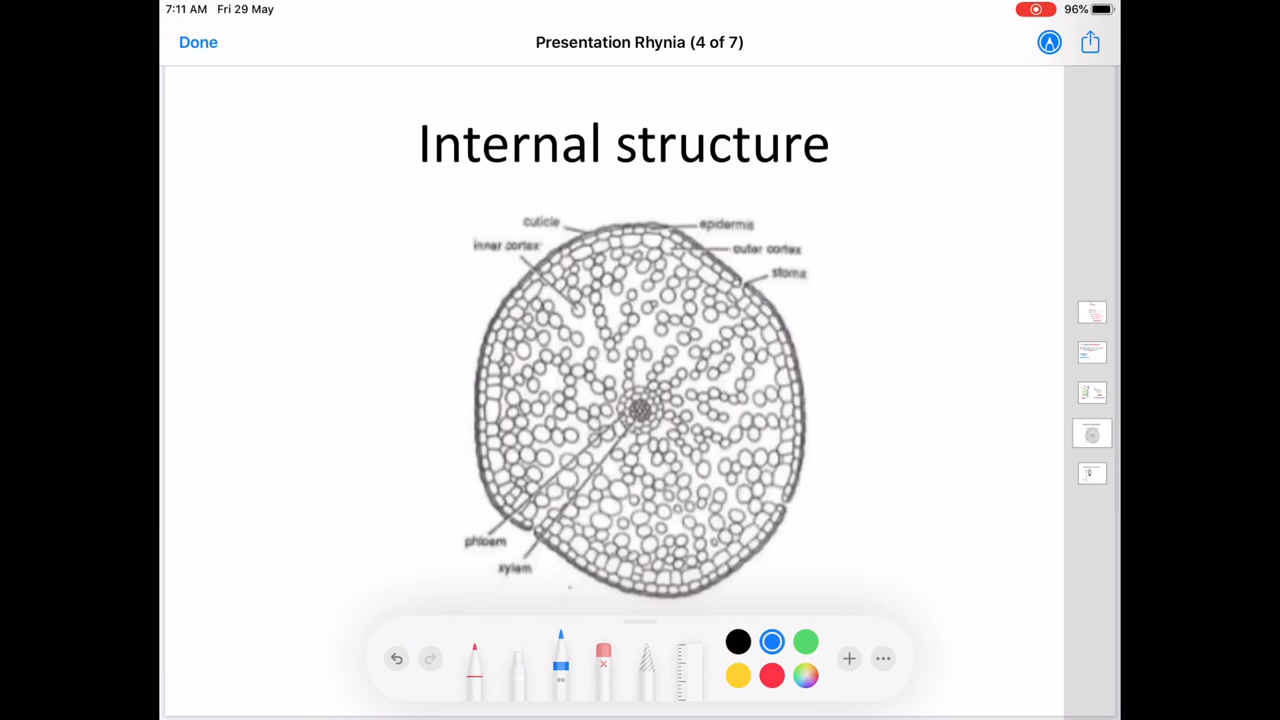 7:11 AM Fri 29 May
96%
Done
Presentation Rhynia (4 of 7)
Internal structure
cuticle
epidermis
inner cortex
outer cortex
stoma
phloem
xylem
99